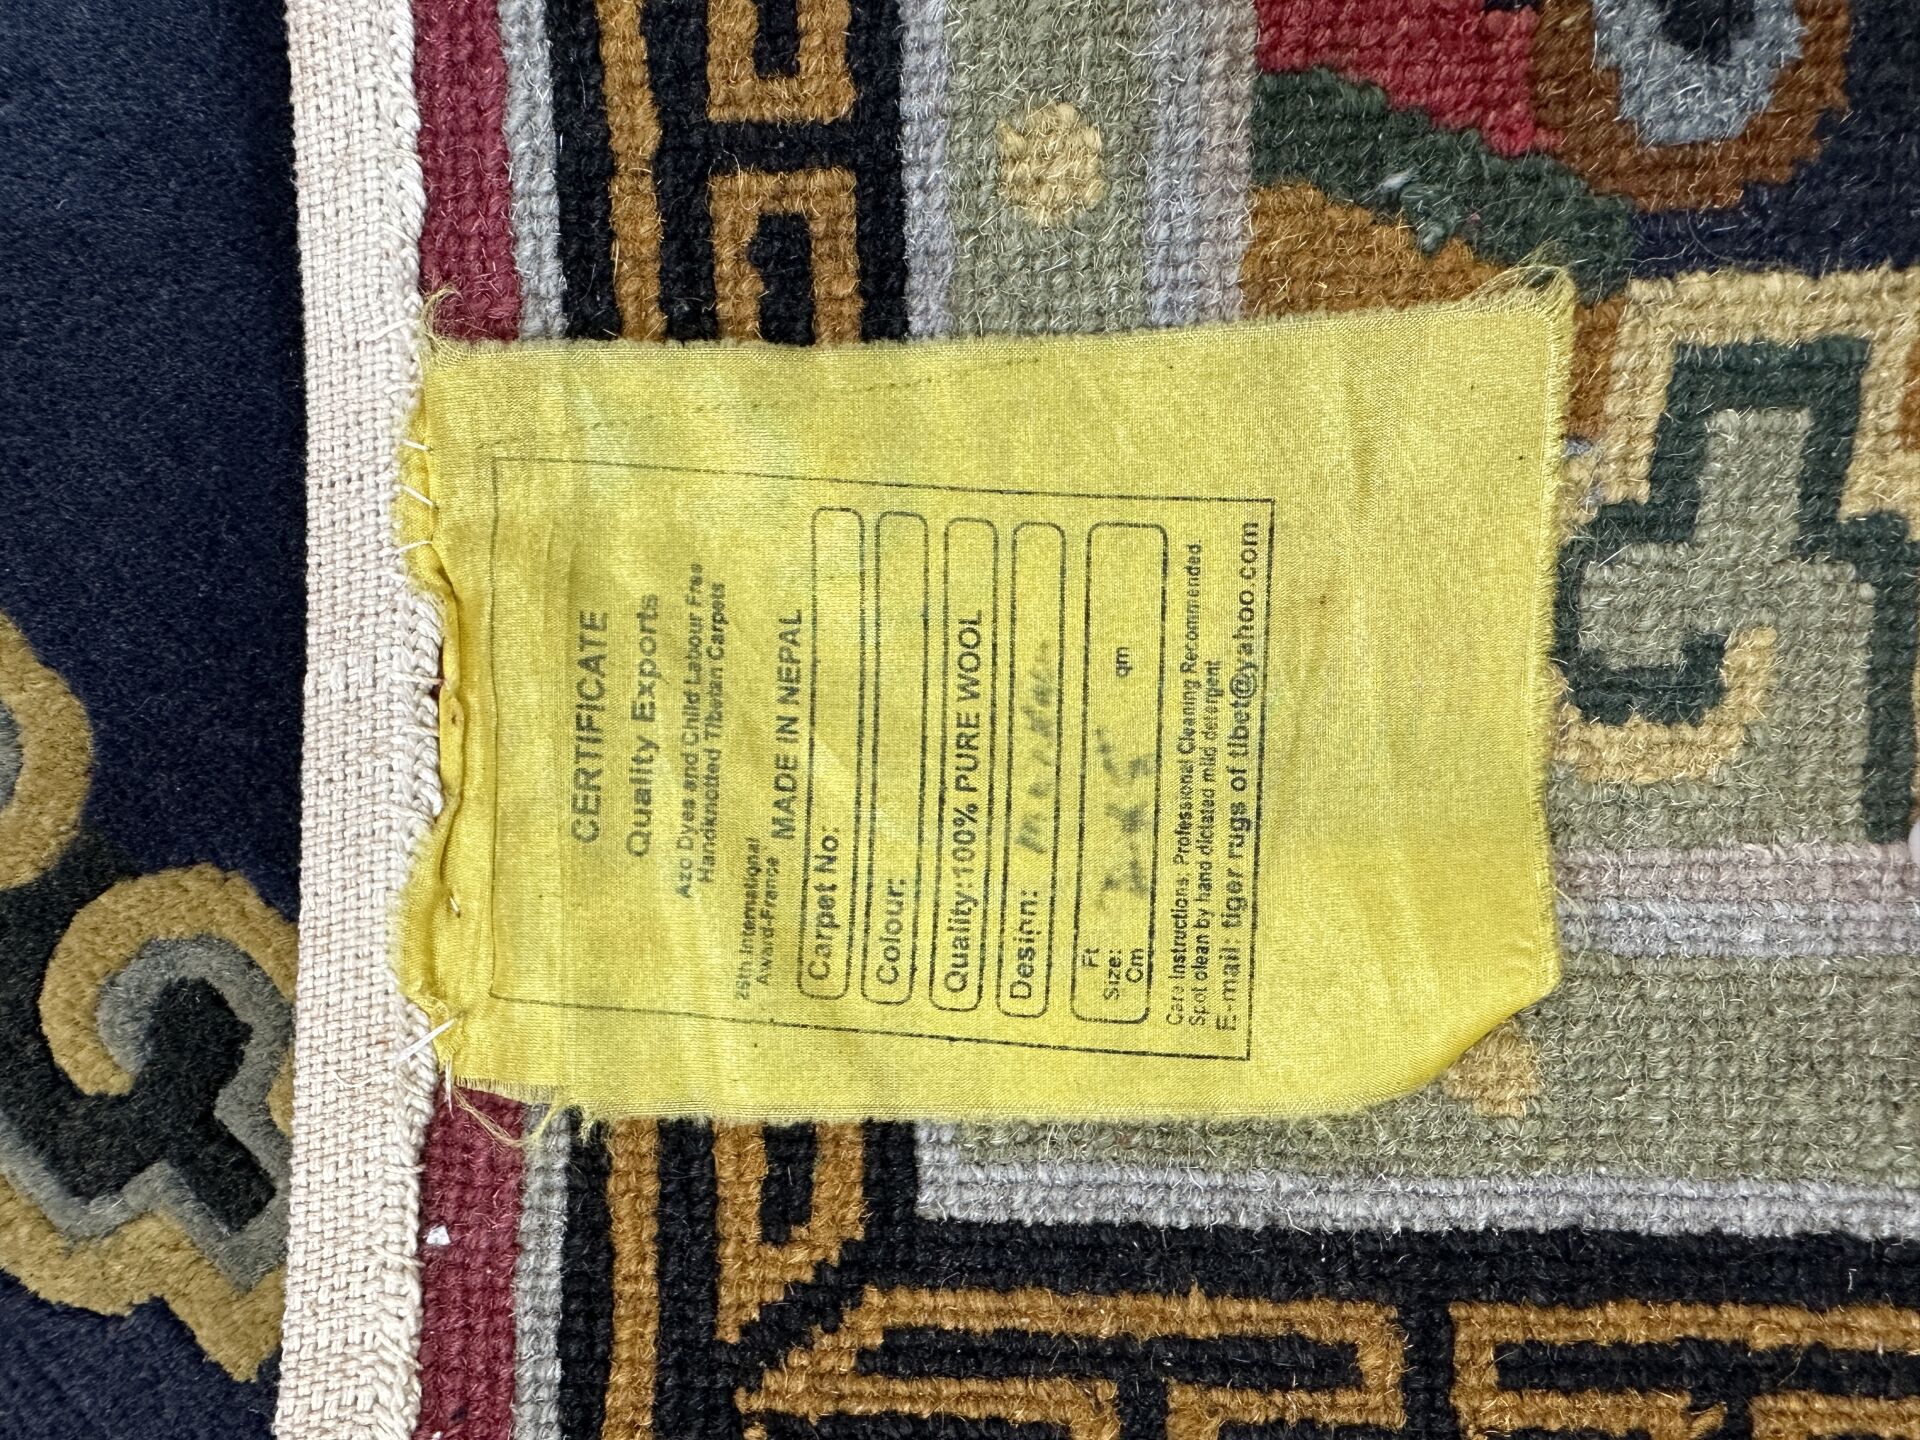 CERTIFICATE
Quality Exports
Azo Dyes and Child Labour Free
Handknotted Tibetan Carpets
26th International
Award-France
MADE IN NEPAL
Carpet No:
Colour:
Quality:100% PURE WOOL
Design:
Ft
Size:
Cm
qm
Care Instructions. Professional Cleaning Recommended.
Spot clean by hand diclated mild detergent
E-mail: tiger rugs of tibet@yahoo.com